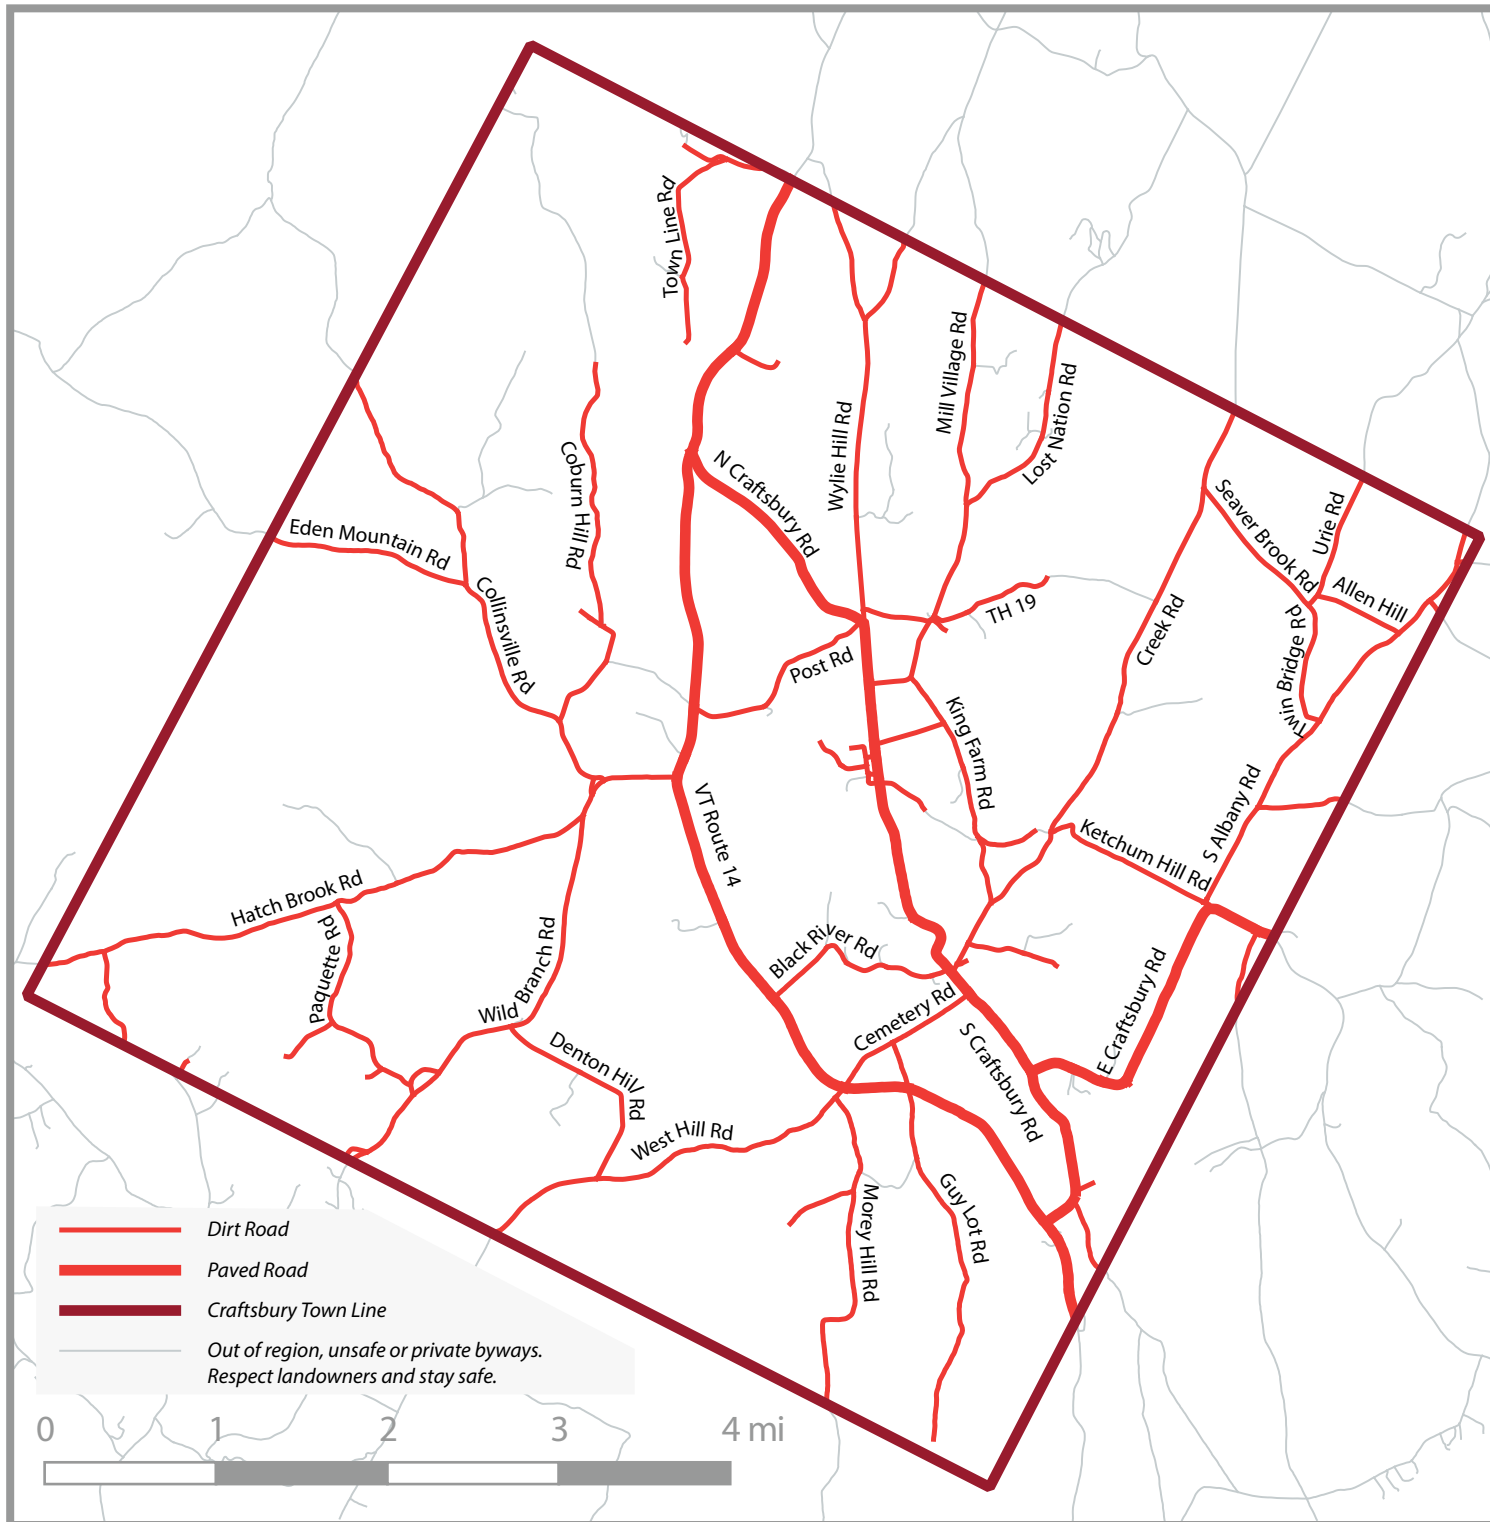 Town Line Rd
Mill Village Rd
Lost Nation Rd
Wylie Hill Rd
Coburn Hill Rd
N Craftsbury Rd
Eden Mountain Rd
Collinsville Rd
Seaver Brook Rd
Urie Rd
Allen Hill
TH 19
Creek Rd
Post Rd
Twin Bridge Rd
King Farm Rd
VT Route 14
S Albany Rd
Ketchum Hill Rd
Hatch Brook Rd
Paquette Rd
Wild Branch Rd
Black River Rd
E Craftsbury Rd
Cemetery Rd
S Craftsbury Rd
Denton Hill Rd
West Hill Rd
Morey Hill Rd
Guy Lot Rd
Dirt Road
Paved Road
Craftsbury Town Line
Out of region, unsafe or private byways.
Respect landowners and stay safe.
0 1 2 3 4 mi